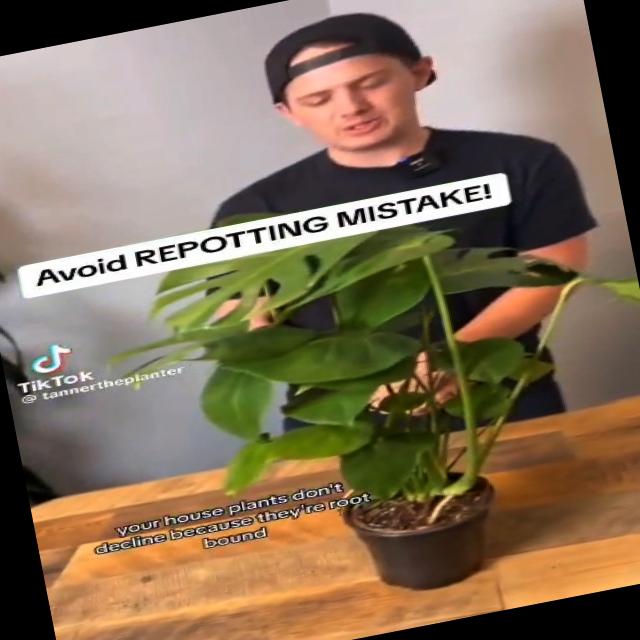 Avoid REPOTTING MISTAKE!
TikTok
@ tannertheplanter
your house plants don't
decline because they're root
bound